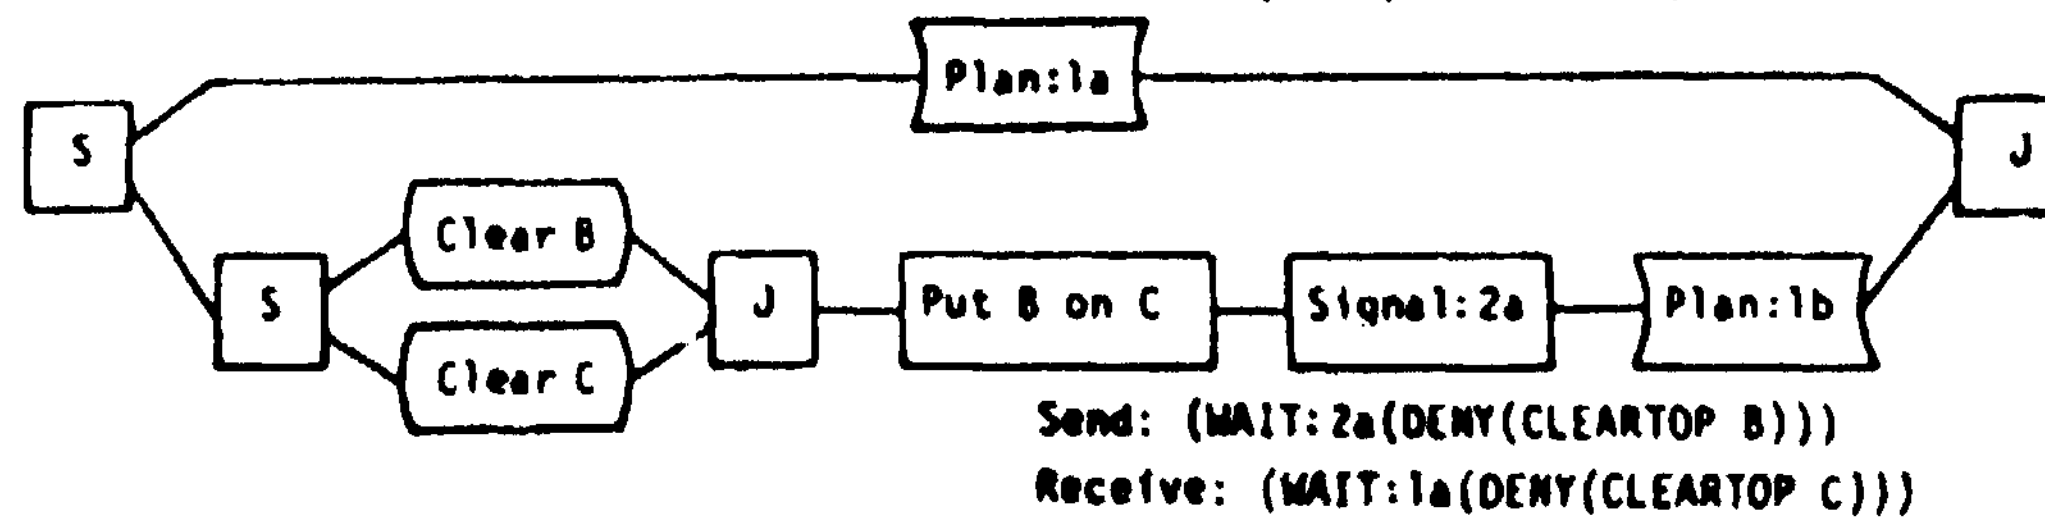 Plan:1a
S
J
Clear B
S
J
Put B on C
Signal:2a
Plan:1b
Clear C
Send: (WAIT:2a(DENY(CLEARTOP B)))
Receive: (WAIT:1a(DENY(CLEARTOP C)))